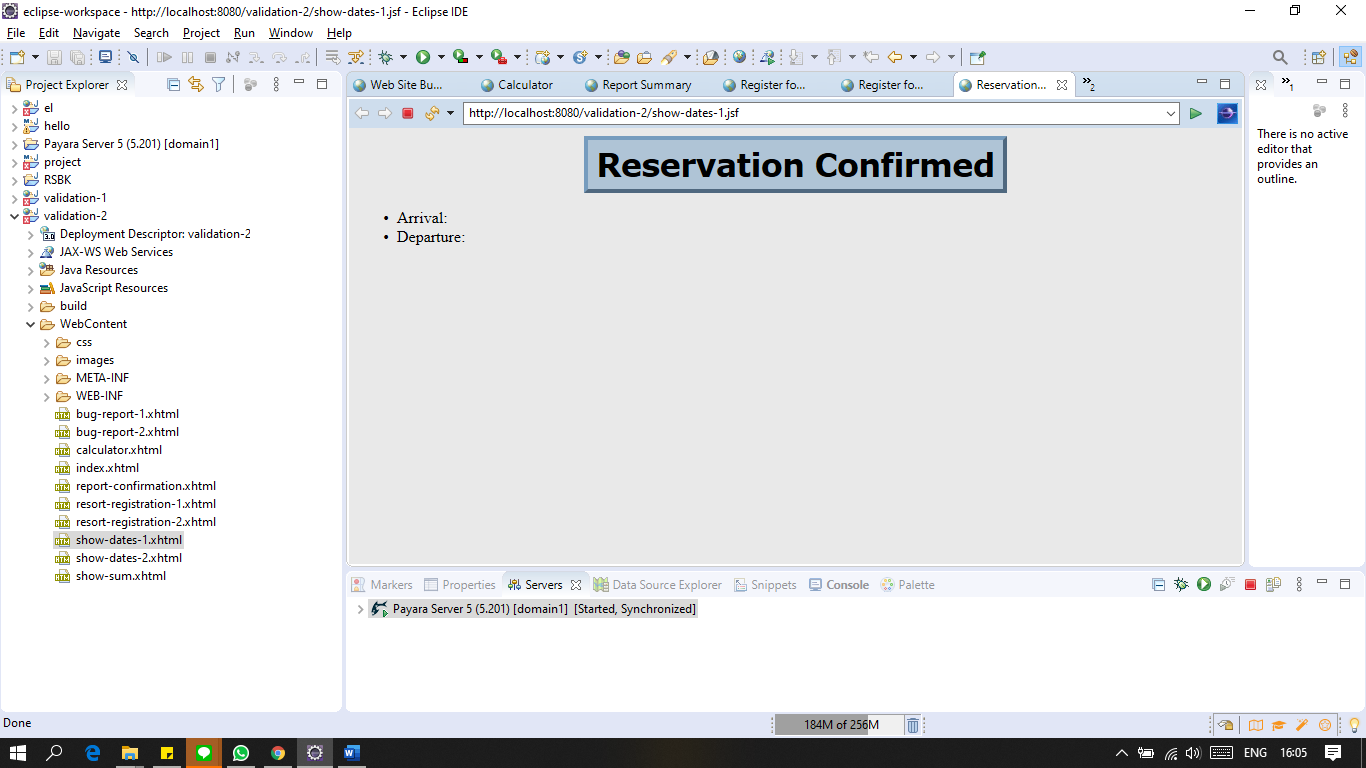 eclipse-workspace - http://localhost:8080/validation-2/show-dates-1.jsf - Eclipse IDE
File Edit Navigate Search Project Run Window Help
Project Explorer
el
hello
Payara Server 5 (5.201) [domain1]
project
RSBK
validation-1
validation-2
Deployment Descriptor: validation-2
JAX-WS Web Services
Java Resources
JavaScript Resources
build
WebContent
css
images
META-INF
WEB-INF
bug-report-1.xhtml
bug-report-2.xhtml
calculator.xhtml
index.xhtml
report-confirmation.xhtml
resort-registration-1.xhtml
resort-registration-2.xhtml
show-dates-1.xhtml
show-dates-2.xhtml
show-sum.xhtml
Web Site Bu... Calculator Report Summary Register fo... Register fo... Reservation... »2
http://localhost:8080/validation-2/show-dates-1.jsf
Reservation Confirmed
• Arrival:
• Departure:
»1
There is no active
editor that
provides an
outline.
Markers Properties Servers Data Source Explorer Snippets Console Palette
Payara Server 5 (5.201) [domain1] [Started, Synchronized]
Done
184M of 256M
ENG 16:05